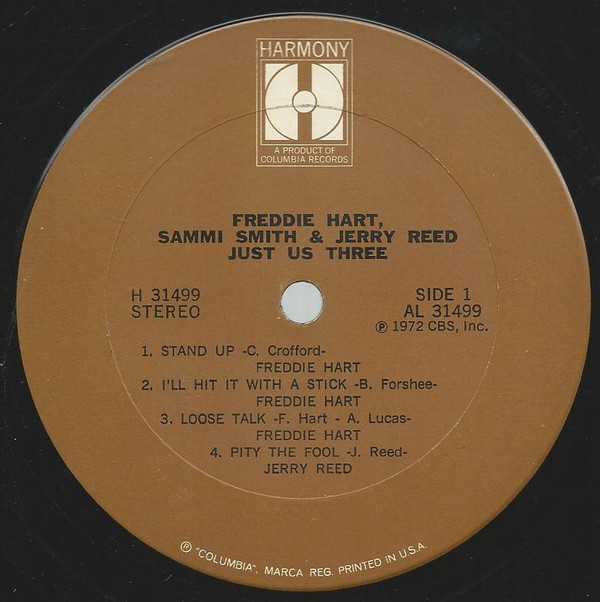 HARMONY
A PRODUCT OF
COLUMBIA RECORDS
FREDDIE HART,
SAMMI SMITH & JERRY REED
JUST US THREE
H 31499
STEREO
SIDE 1
AL 31499
℗ 1972 CBS, Inc.
1. STAND UP -C. Crofford-
FREDDIE HART
2. I'LL HIT IT WITH A STICK -B. Forshee-
FREDDIE HART
3. LOOSE TALK -F. Hart - A. Lucas-
FREDDIE HART
4. PITY THE FOOL -J. Reed-
JERRY REED
® "COLUMBIA", MARCA REG. PRINTED IN U.S.A.